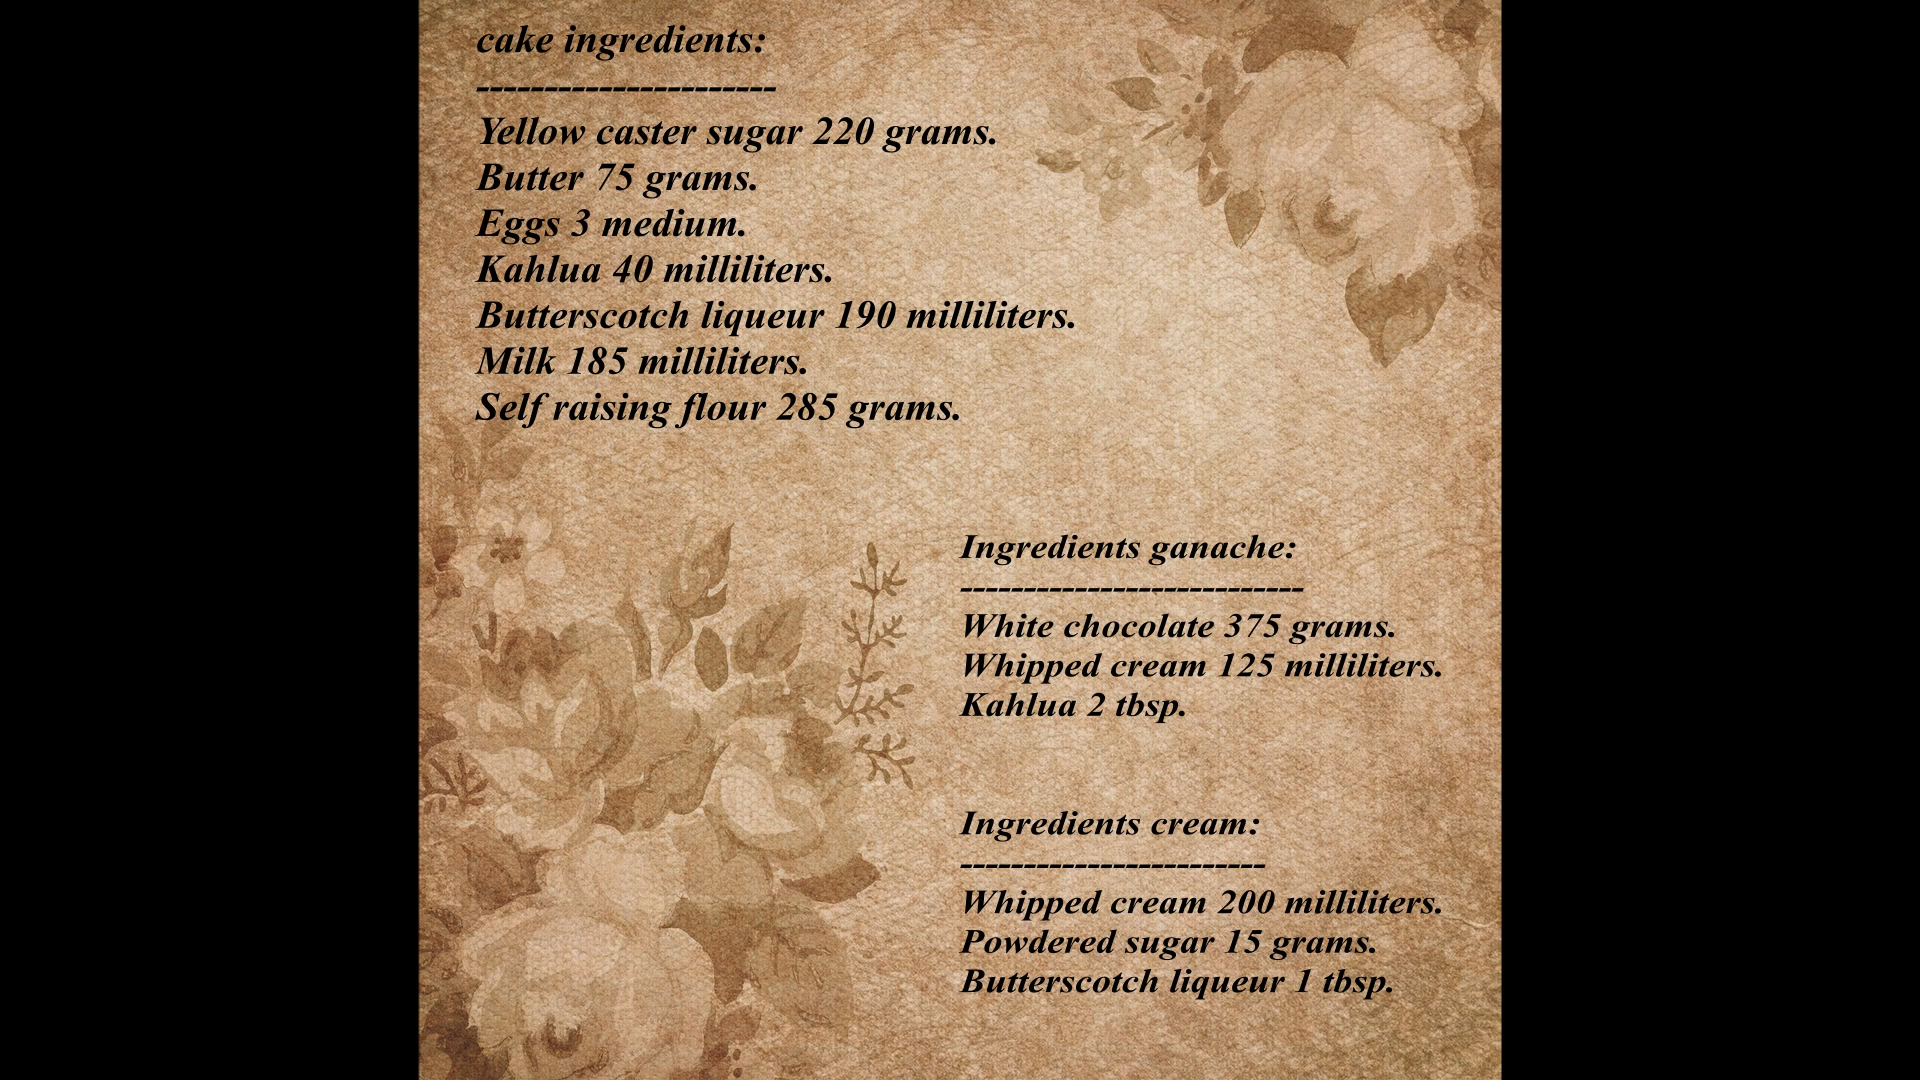 cake ingredients:
----------------------
Yellow caster sugar 220 grams.
Butter 75 grams.
Eggs 3 medium.
Kahlua 40 milliliters.
Butterscotch liqueur 190 milliliters.
Milk 185 milliliters.
Self raising flour 285 grams.
Ingredients ganache:
---------------------------
White chocolate 375 grams.
Whipped cream 125 milliliters.
Kahlua 2 tbsp.
Ingredients cream:
------------------------
Whipped cream 200 milliliters.
Powdered sugar 15 grams.
Butterscotch liqueur 1 tbsp.